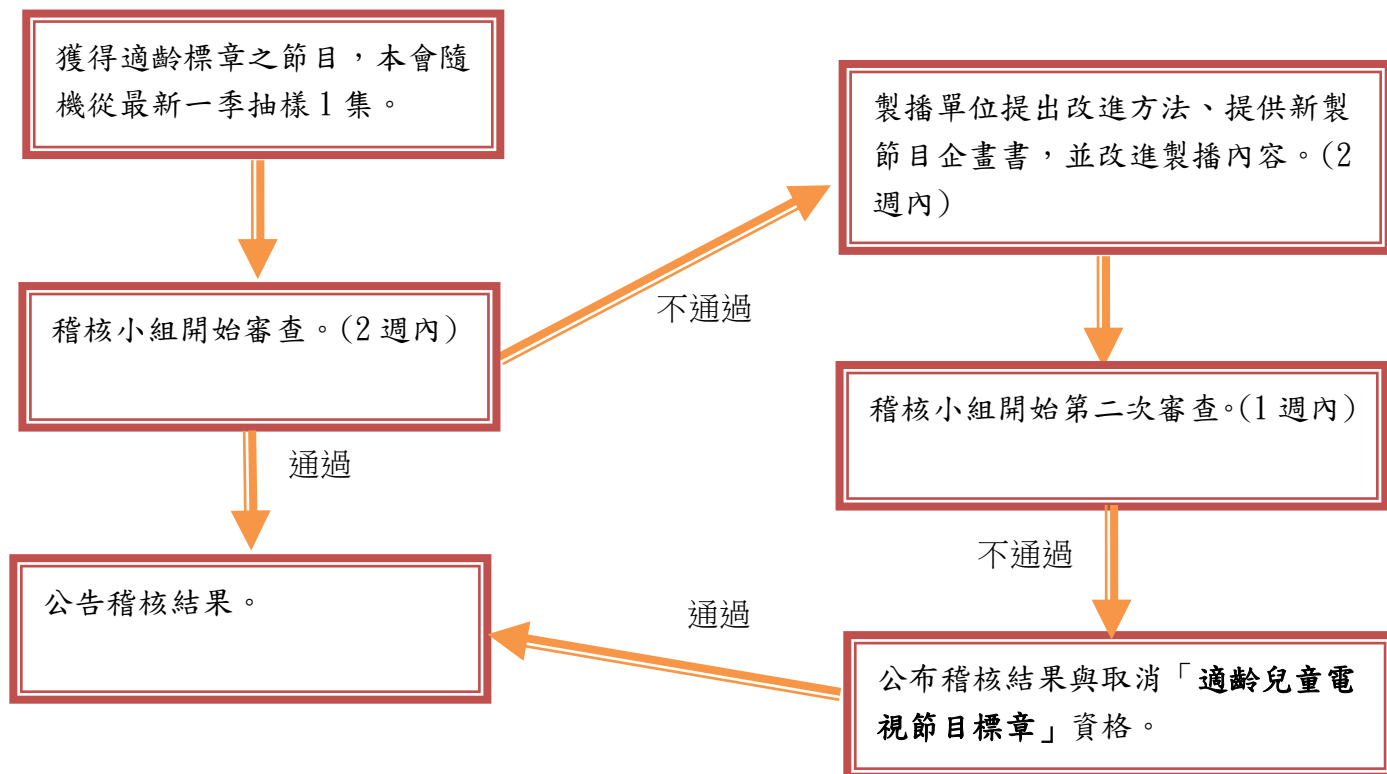 獲得適齡標章之節目，本會隨
機從最新一季抽樣 1 集。
稽核小組開始審查。(2 週內)
通過
公告稽核結果。
不通過
製播單位提出改進方法、提供新製
節目企畫書，並改進製播內容。(2
週內)
稽核小組開始第二次審查。(1 週內)
不通過
通過
公布稽核結果與取消「適齡兒童電
視節目標章」資格。